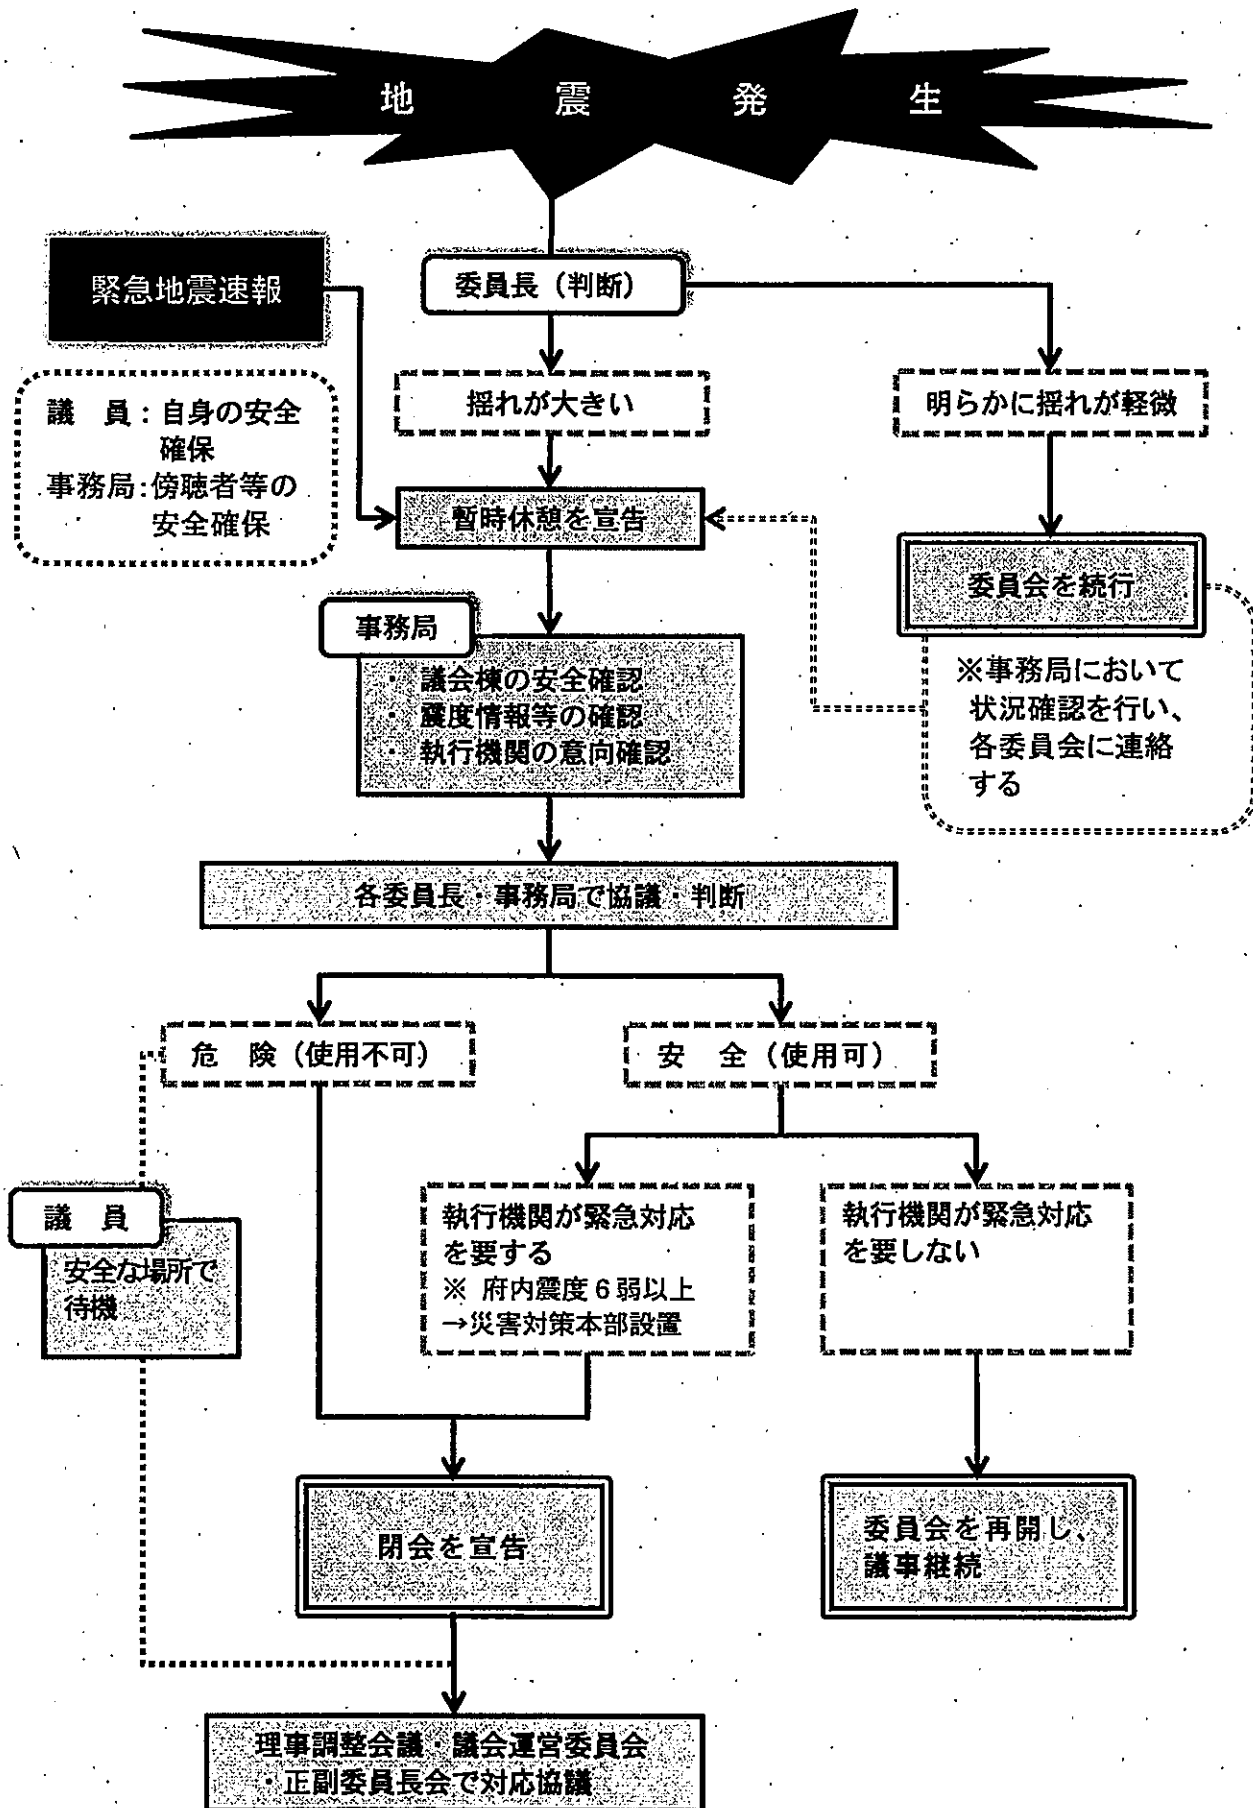 地　震　発　生
緊急地震速報
委員長（判断）
議　員：自身の安全
確保
事務局：傍聴者等の
安全確保
揺れが大きい
明らかに揺れが軽微
暫時休憩を宣告
委員会を続行
※事務局において
状況確認を行い、
各委員会に連絡
する
事務局
・　議会棟の安全確認
・　震度情報等の確認
・　執行機関の意向確認
各委員長・事務局で協議・判断
危　険（使用不可）
安　全（使用可）
議　員
安全な場所で
待機
執行機関が緊急対応
を要する
※ 府内震度６弱以上
→災害対策本部設置
執行機関が緊急対応
を要しない
閉会を宣告
委員会を再開し、
議事継続
理事調整会議・議会運営委員会
・正副委員長会で対応協議